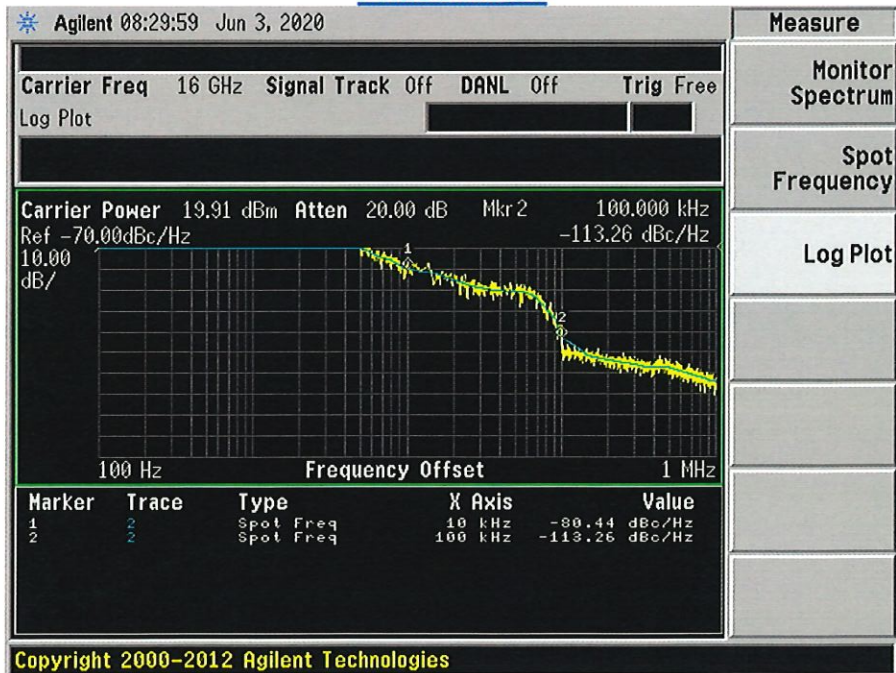 Agilent 08:29:59 Jun 3, 2020
Measure
Carrier Freq 16 GHz Signal Track Off DANL Off Trig Free
Log Plot
Monitor Spectrum
Spot Frequency
Log Plot
Carrier Power 19.91 dBm Atten 20.00 dB Mkr2 100.000 kHz
Ref -70.00dBc/Hz -113.26 dBc/Hz
10.00
dB/
1
2
100 Hz Frequency Offset 1 MHz
Marker Trace Type X Axis Value
1 2 Spot Freq 10 kHz -80.44 dBc/Hz
2 2 Spot Freq 100 kHz -113.26 dBc/Hz
Copyright 2000-2012 Agilent Technologies